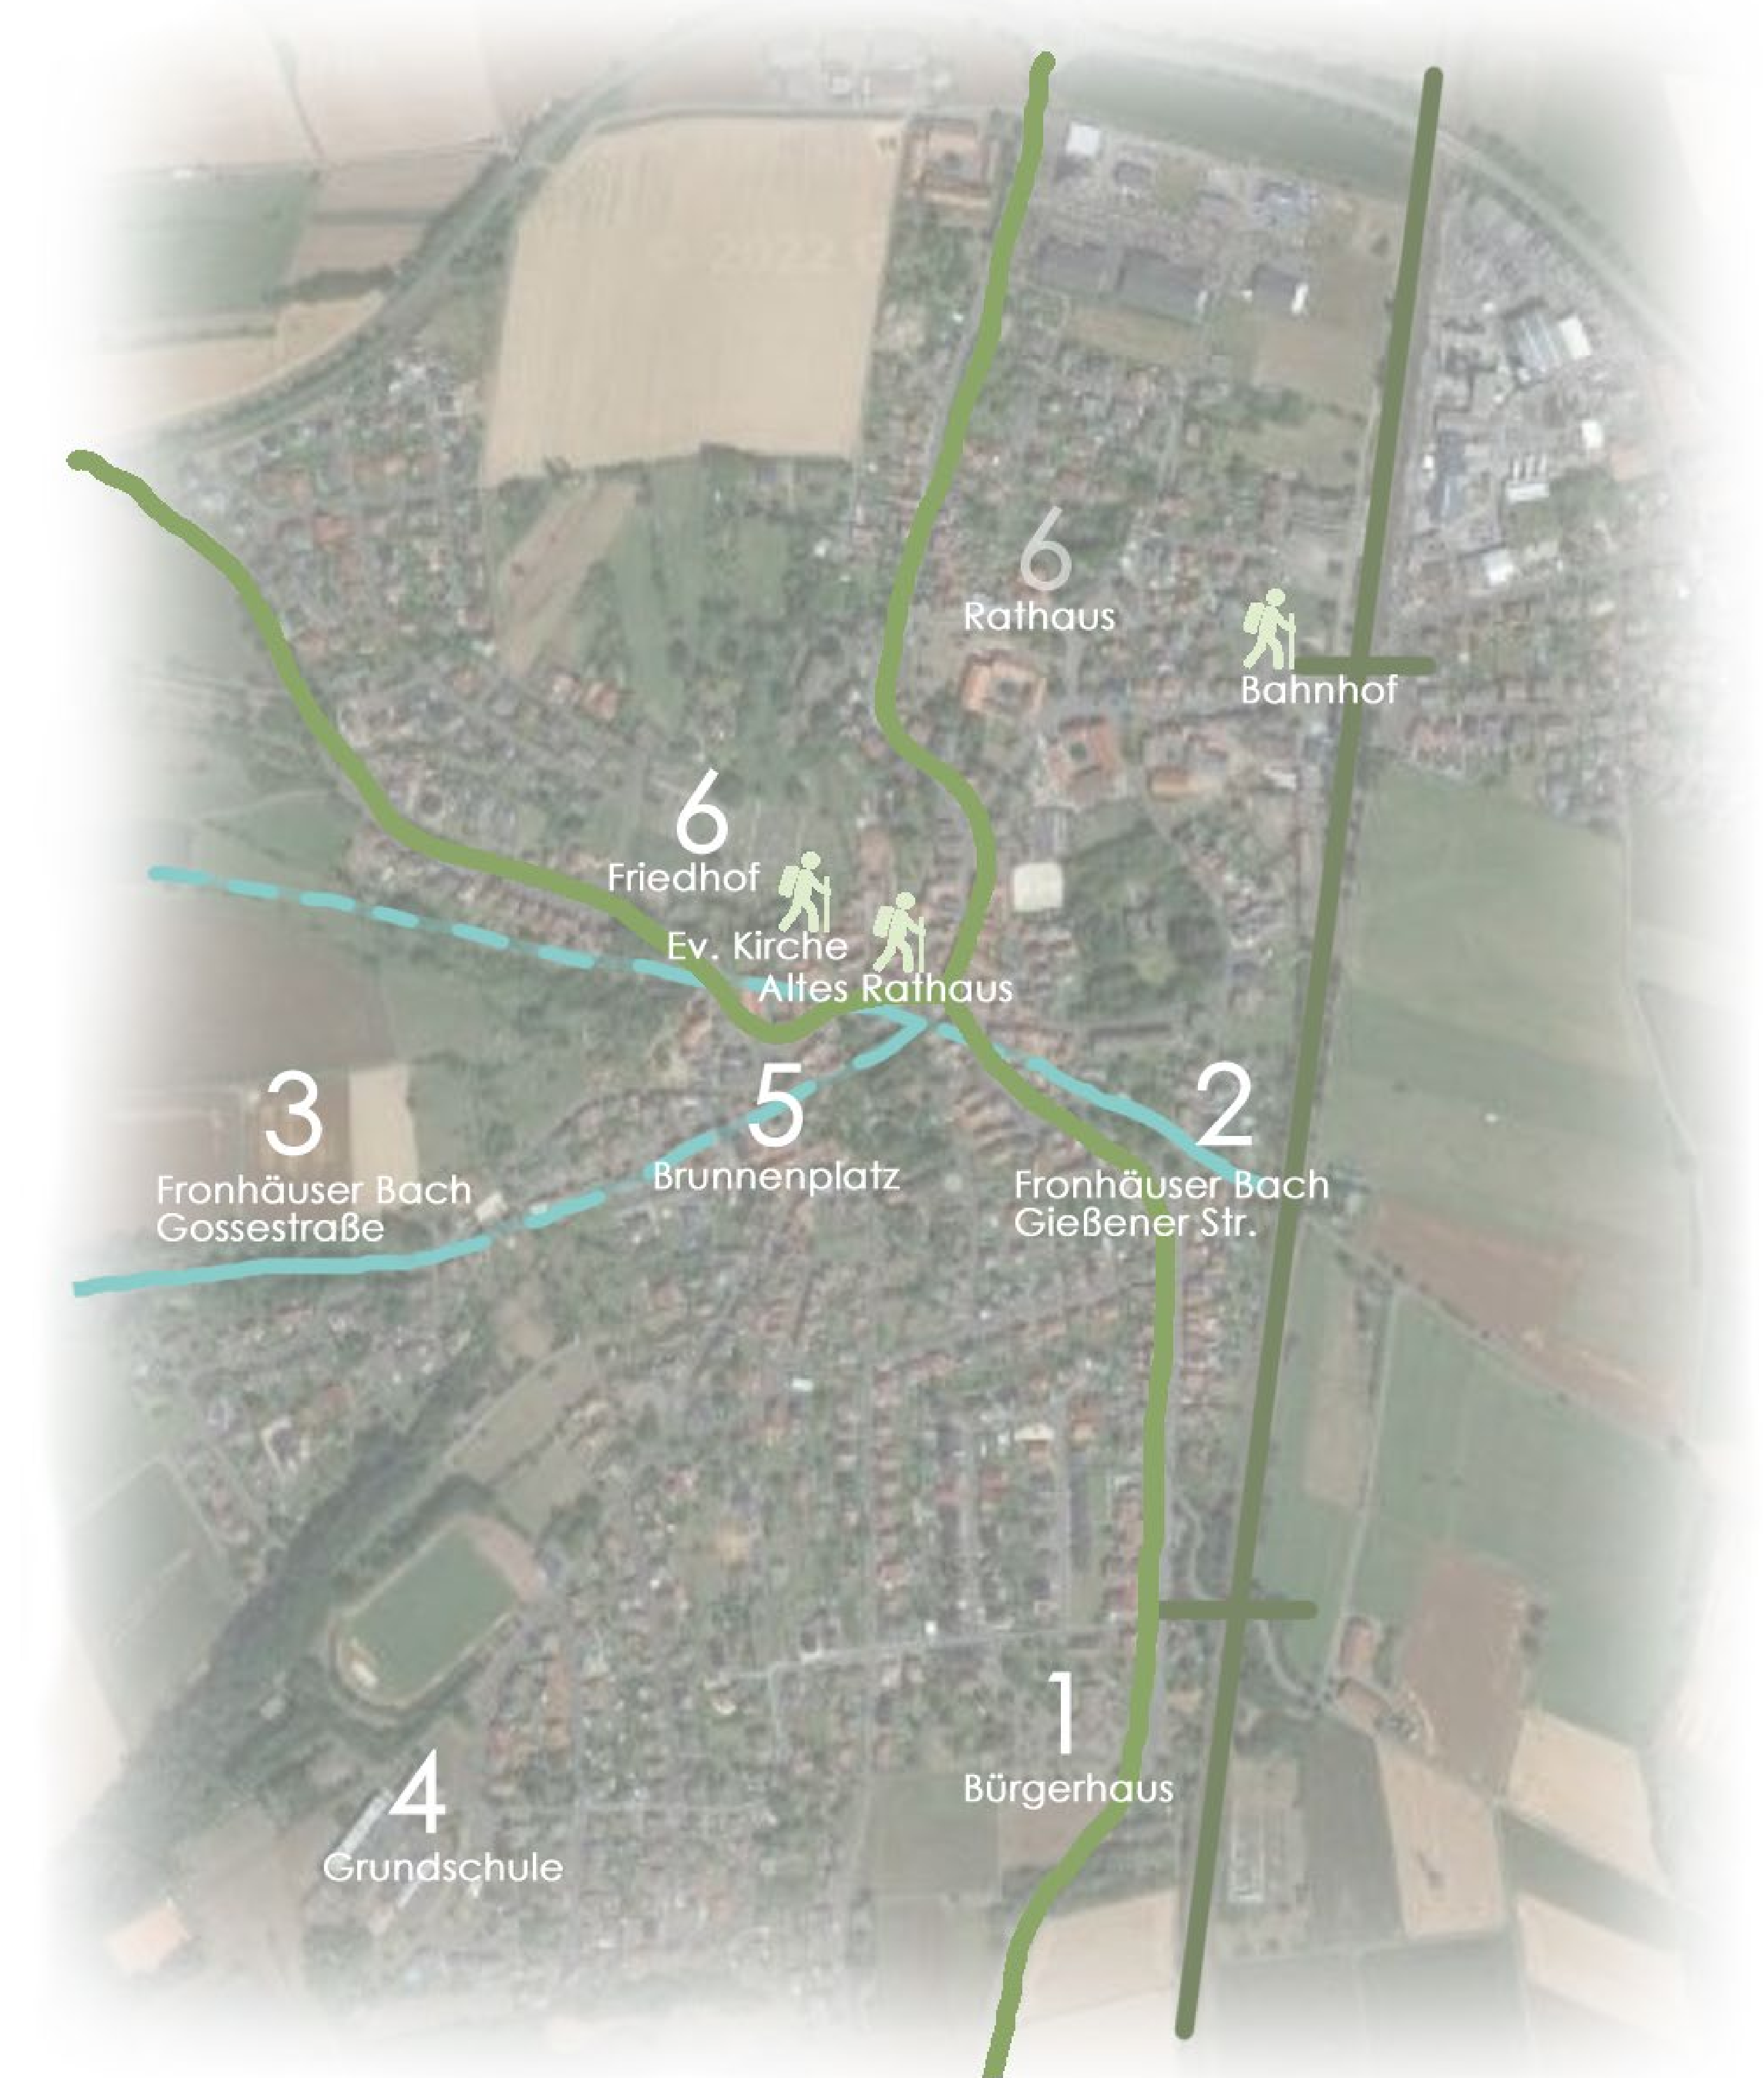 © 2022 G
6
Rathaus
Bahnhof
6
Friedhof
Ev. Kirche
Altes Rathaus
3
Fronhäuser Bach
Gossestraße
5
Brunnenplatz
2
Fronhäuser Bach
Gießener Str.
1
Bürgerhaus
4
Grundschule